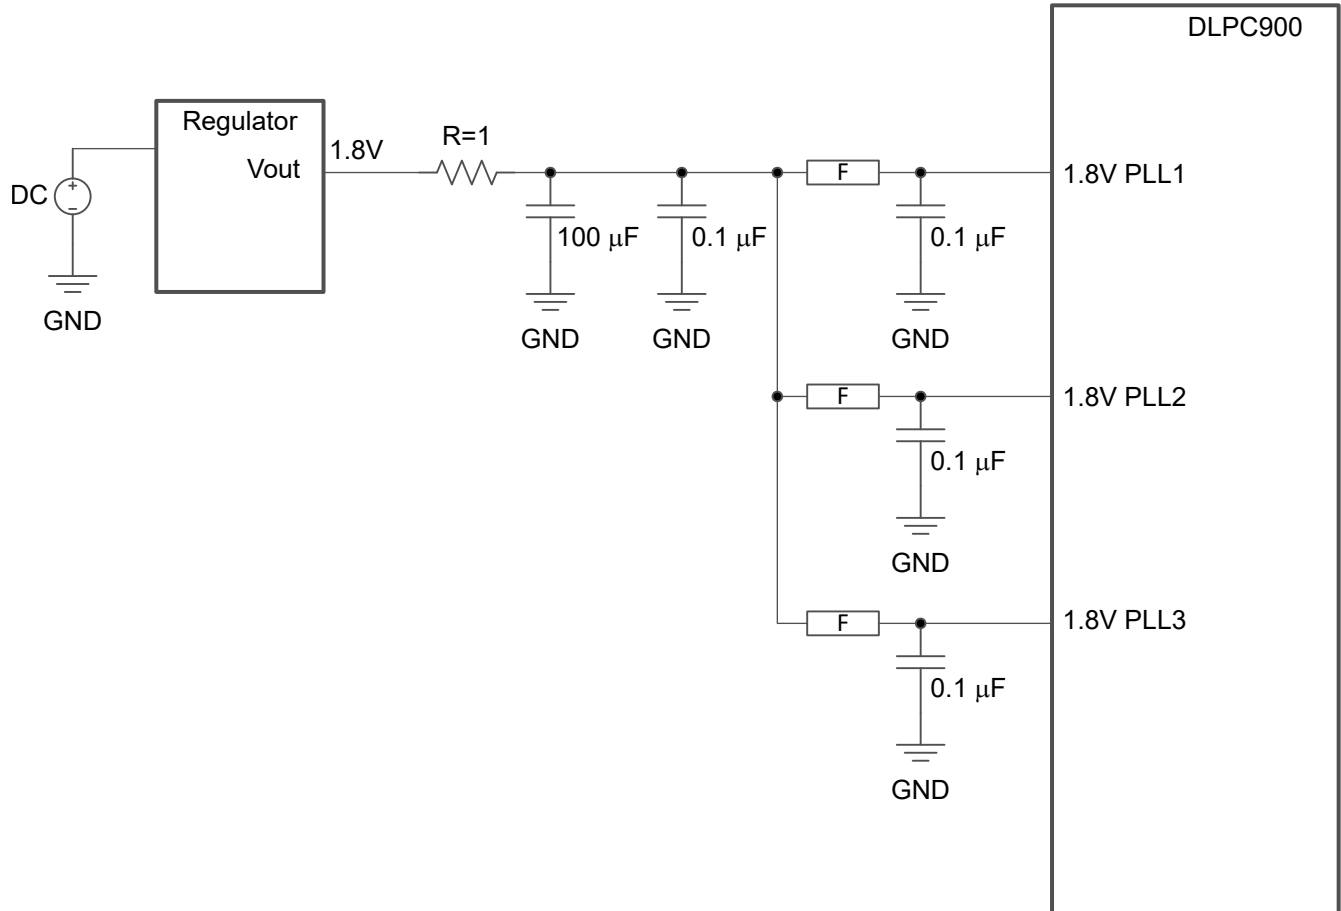 DLPC900
Regulator
R=1
1.8V
Vout
F
1.8V PLL1
DC
+
−
100 μF
0.1 μF
0.1 μF
GND
GND
GND
GND
F
1.8V PLL2
0.1 μF
GND
F
1.8V PLL3
0.1 μF
GND